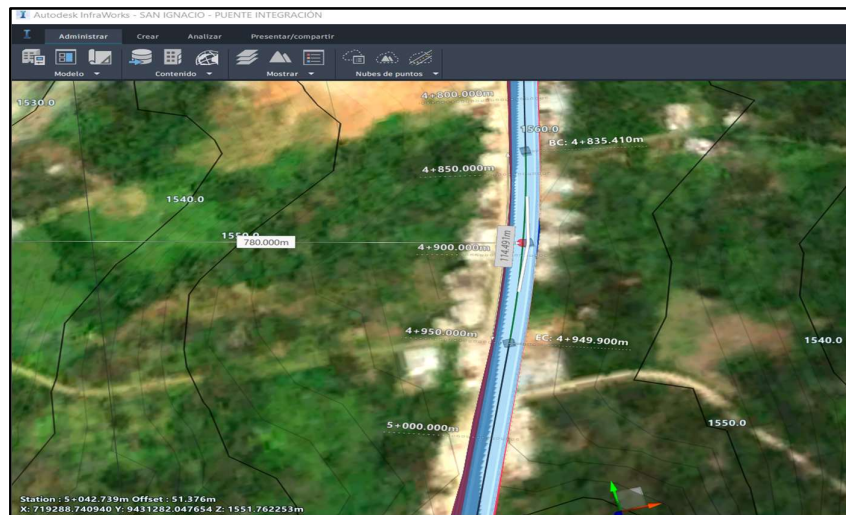 Autodesk InfraWorks - SAN IGNACIO - PUENTE INTEGRACIÓN
Administrar Crear Analizar Presentar/compartir
Modelo Contenido Mostrar Nubes de puntos
1530.0
4+800.000m
1560.0
BC: 4+835.410m
4+850.000m
1540.0
1550.0
780.000m
4+900.000m
114.491m
4+950.000m
EC: 4+949.900m
1540.0
5+000.000m
1550.0
Station : 5+042.739m Offset : 51.376m
X: 719288.740940 Y: 9431282.047654 Z: 1551.762253m